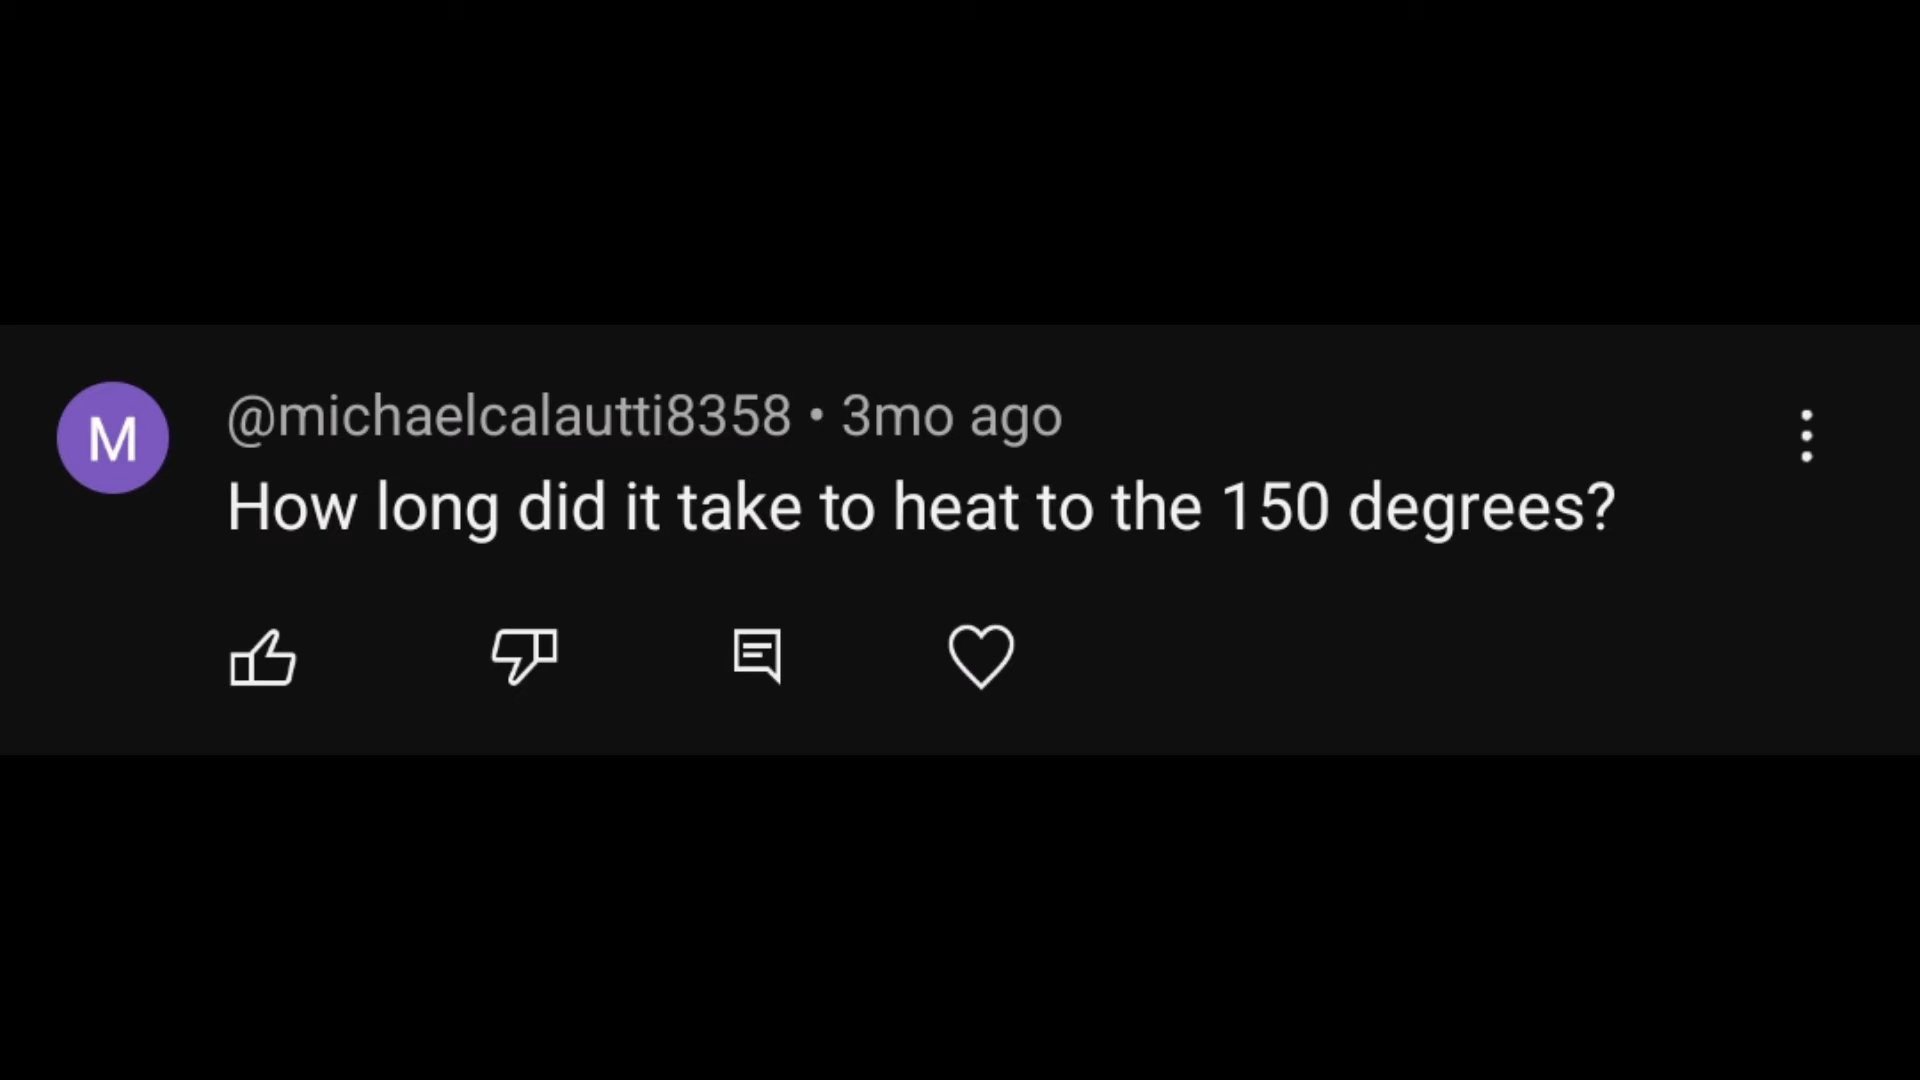 M
@michaelcalautti8358 • 3mo ago
How long did it take to heat to the 150 degrees?